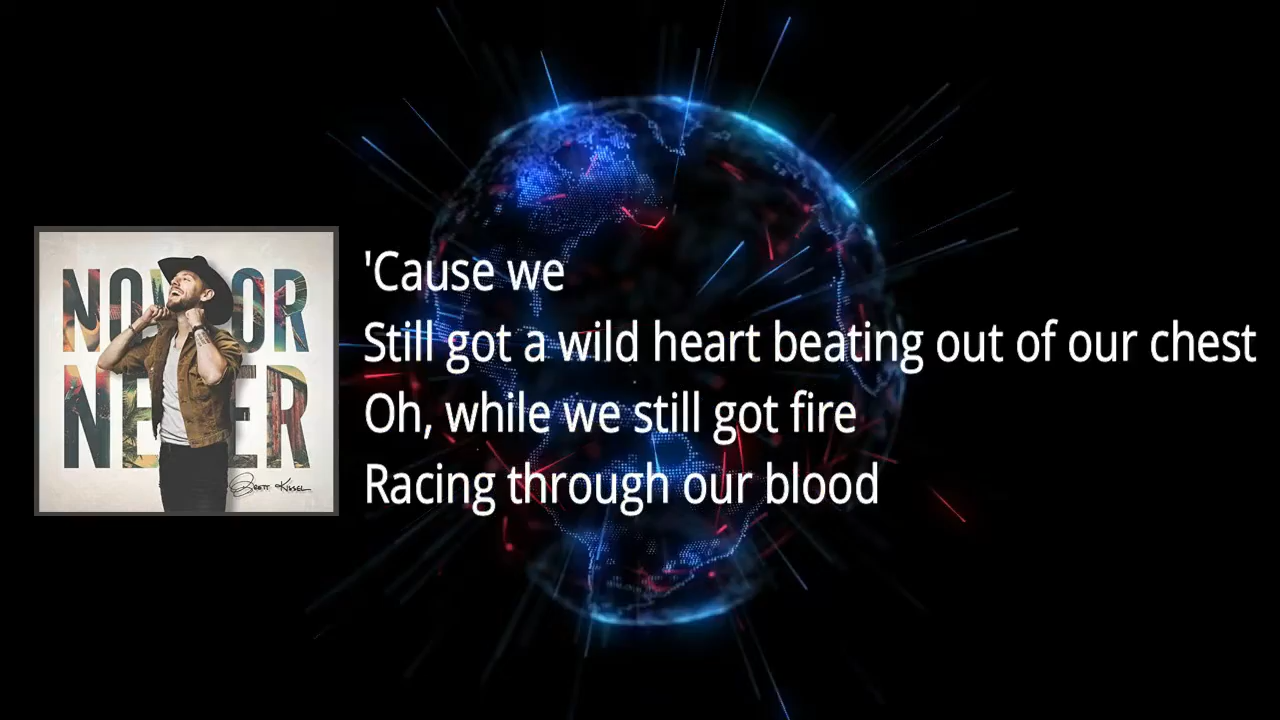 NOW OR
NEVER
Brett Kissel
'Cause we
Still got a wild heart beating out of our chest
Oh, while we still got fire
Racing through our blood